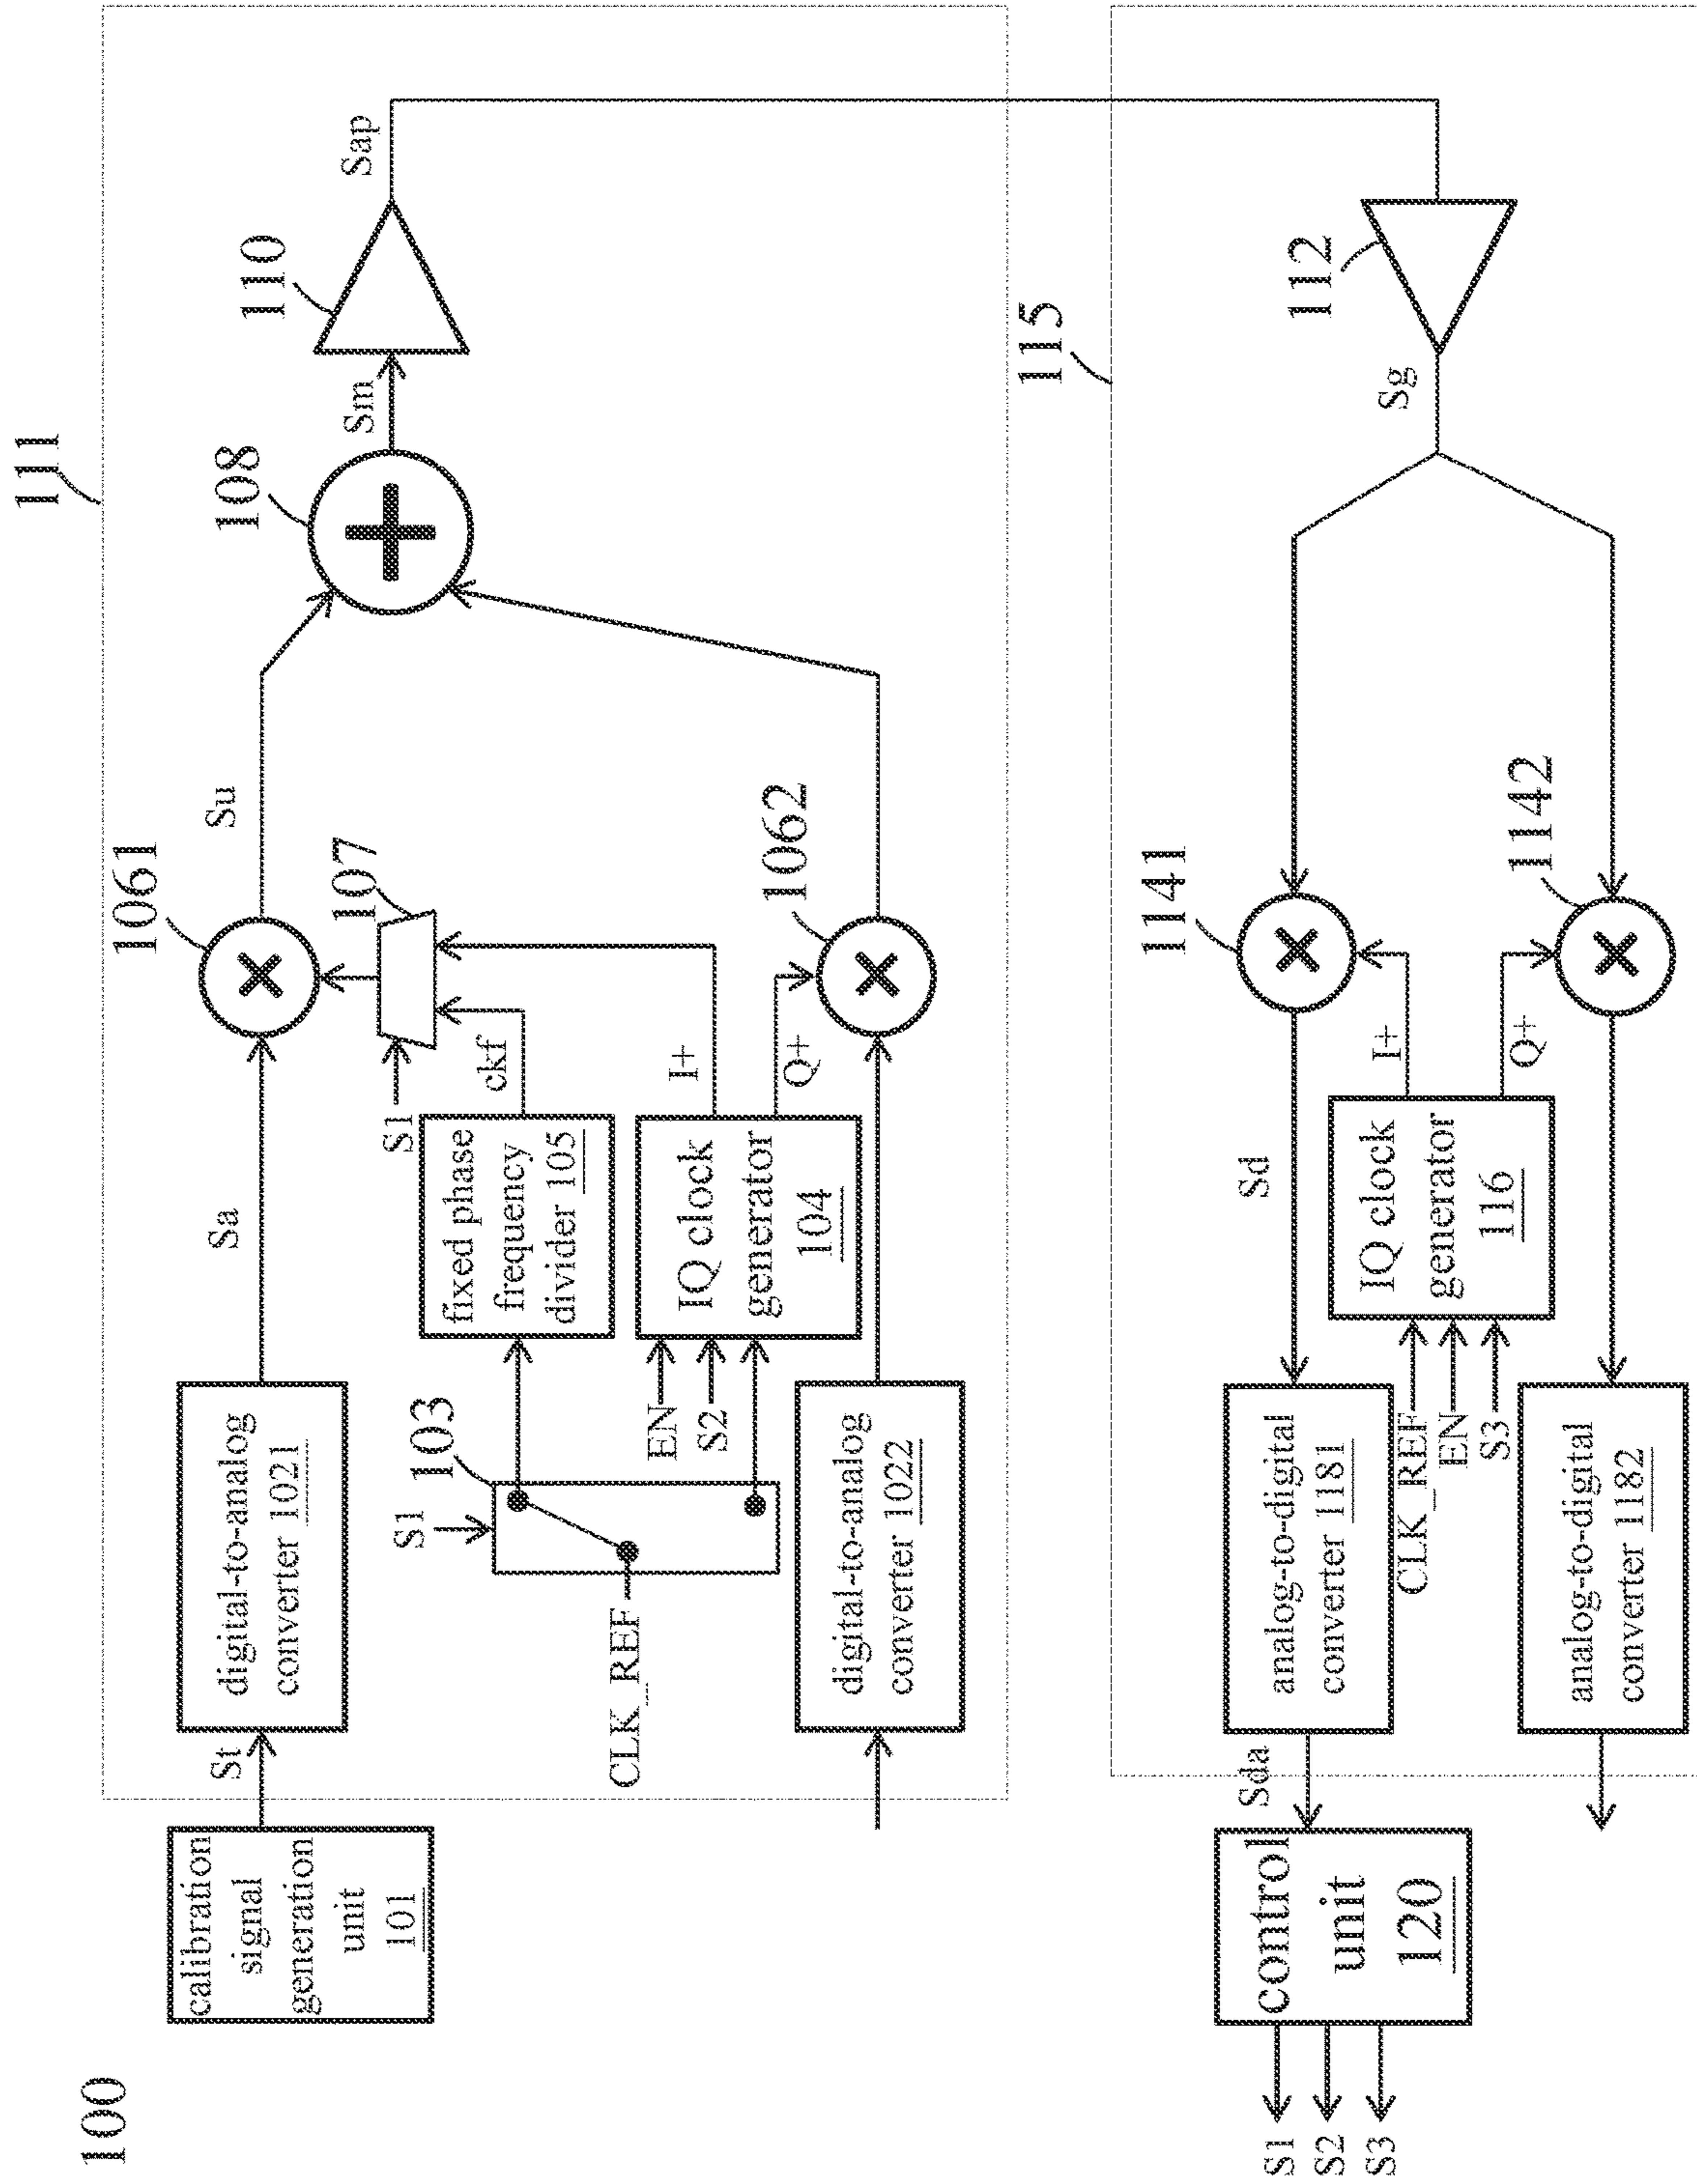 100
111
calibration
signal
generation
unit
101
St
digital-to-analog
converter 1021
Sa
1061
Su
108
Sm
110
Sap
S1
103
CLK_REF
EN
S2
fixed phase
frequency
divider 105
ckf
S1
107
IQ clock
generator
104
I+
Q+
1062
digital-to-analog
converter 1022
115
112
Sg
1141
1142
Sd
IQ clock
generator
116
I+
Q+
CLK_REF
EN
S3
analog-to-digital
converter 1181
analog-to-digital
converter 1182
Sda
control
unit
120
S1
S2
S3